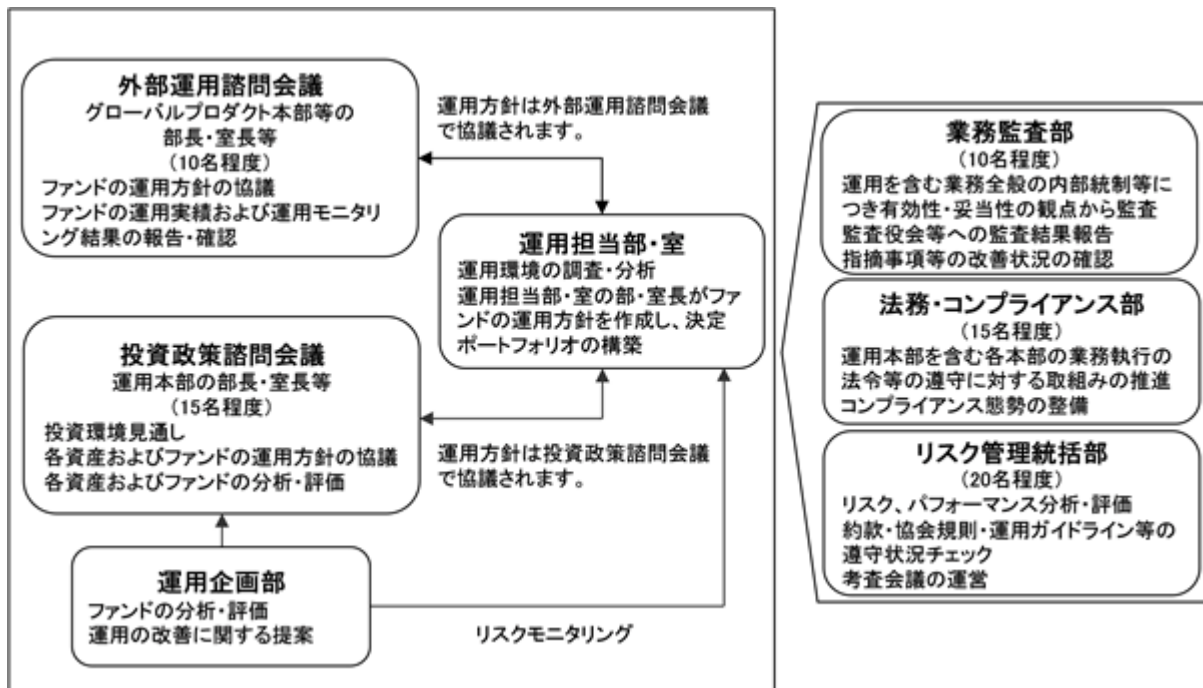 外部運用諮問会議
グローバルプロダクト本部等の
部長・室長等
(10名程度)
ファンドの運用方針の協議
ファンドの運用実績および運用モニタリ
ング結果の報告・確認
運用方針は外部運用諮問会議
で協議されます。
運用担当部・室
運用環境の調査・分析
運用担当部・室の部・室長がファ
ンドの運用方針を作成し、決定
ポートフォリオの構築
投資政策諮問会議
運用本部の部長・室長等
(15名程度)
投資環境見通し
各資産およびファンドの運用方針の協議
各資産およびファンドの分析・評価
運用方針は投資政策諮問会議
で協議されます。
運用企画部
ファンドの分析・評価
運用の改善に関する提案
リスクモニタリング
業務監査部
(10名程度)
運用を含む業務全般の内部統制等に
つき有効性・妥当性の観点から監査
監査役会等への監査結果報告
指摘事項等の改善状況の確認
法務・コンプライアンス部
(15名程度)
運用本部を含む各本部の業務執行の
法令等の遵守に対する取組みの推進
コンプライアンス態勢の整備
リスク管理統括部
(20名程度)
リスク、パフォーマンス分析・評価
約款・協会規則・運用ガイドライン等の
遵守状況チェック
考査会議の運営